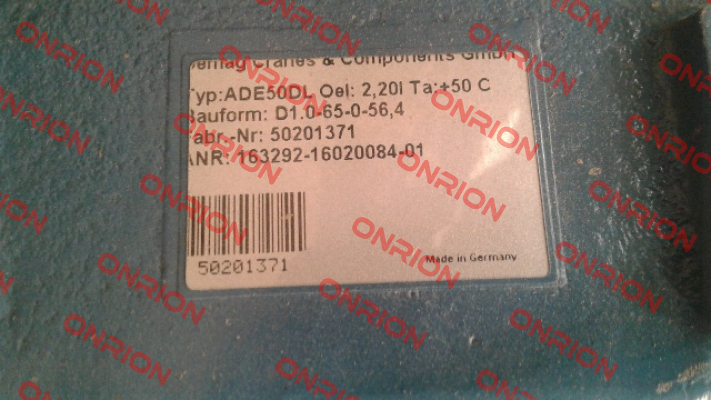 Demag Cranes & Components GmbH
Typ:ADE50DL Oel: 2,20l Ta:+50 C
Bauform: D1.0-65-0-56,4
Fabr.-Nr: 50201371
ANR: 163292-16020084-01
50201371
Made in Germany
ONRION